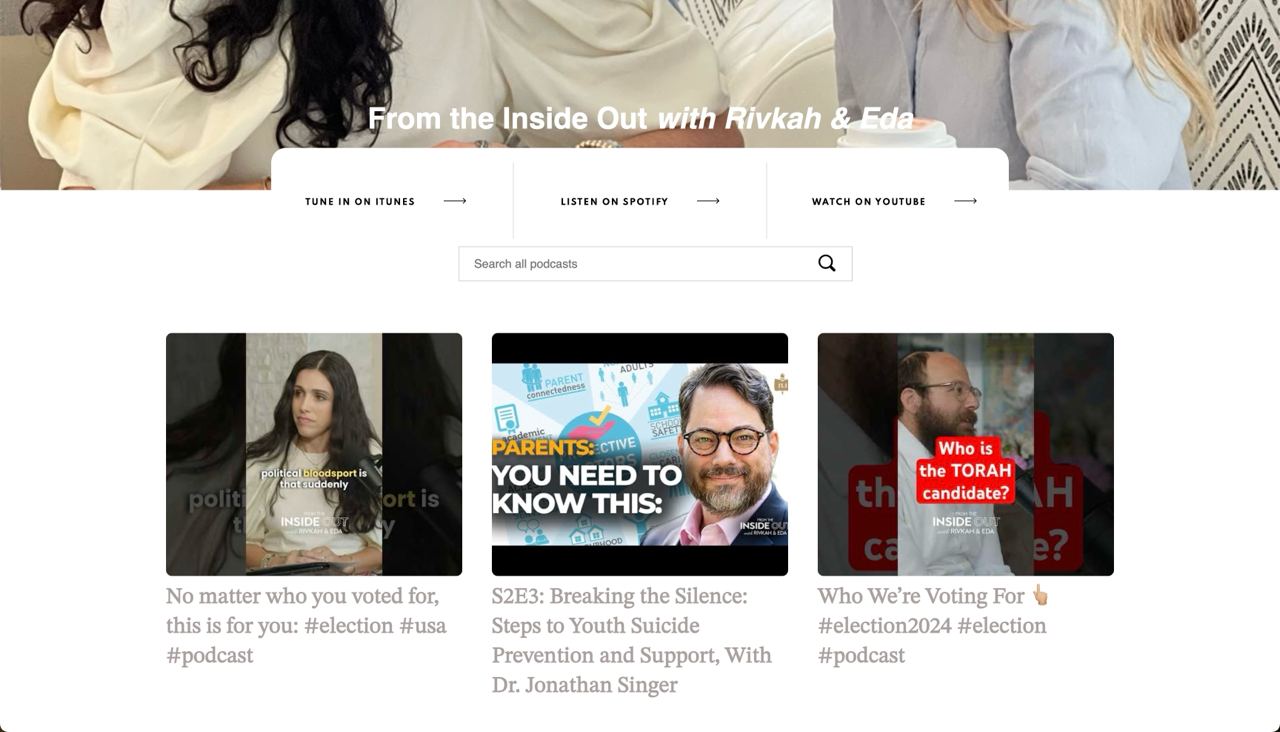 From the Inside Out with Rivkah & Eda
TUNE IN ON ITUNES
LISTEN ON SPOTIFY
WATCH ON YOUTUBE
Search all podcasts
political bloodsport is
that suddenly
FROM THE
INSIDE OUT
with RIVKAH & EDA
PARENT
connectedness
ADULTS
academic
SCHOOL
SAFETY
PARENTS:
YOU NEED TO
KNOW THIS:
FROM THE
INSIDE OUT
with RIVKAH & EDA
Who is
the TORAH
candidate?
FROM THE
INSIDE OUT
with RIVKAH & EDA
No matter who you voted for,
this is for you: #election #usa
#podcast
S2E3: Breaking the Silence:
Steps to Youth Suicide
Prevention and Support, With
Dr. Jonathan Singer
Who We’re Voting For 👆🏼
#election2024 #election
#podcast